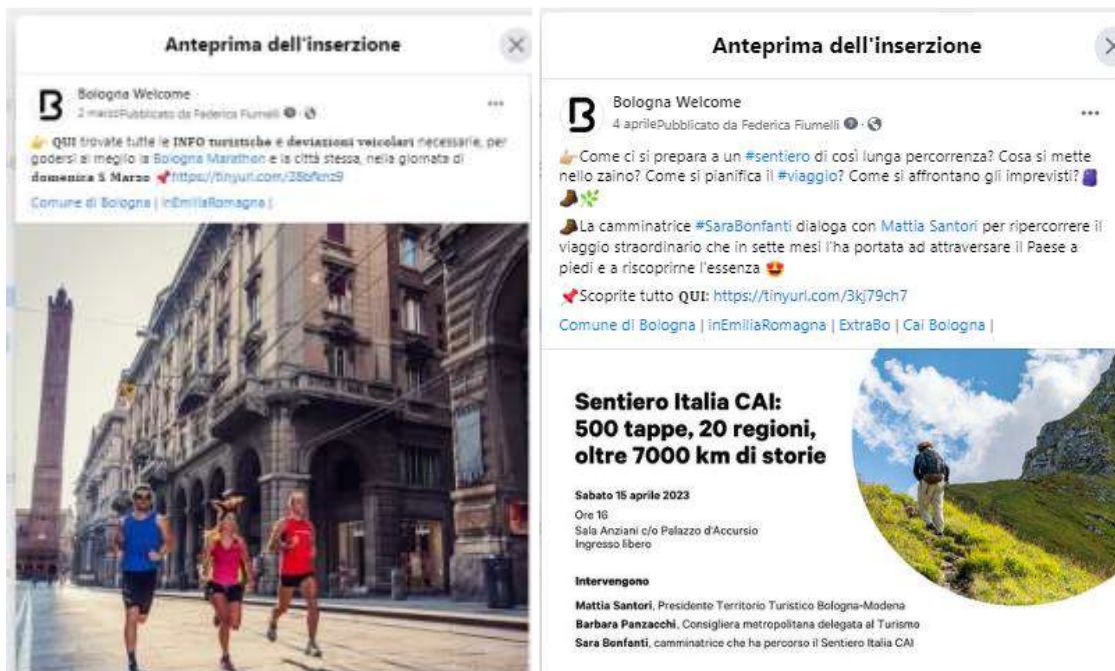 Anteprima dell'inserzione
Bologna Welcome
2 marzoPubblicato da Federica Fiumelli
👉 QUI trovate tutte le INFO turistiche e deviazioni veicolari necessarie, per
godersi al meglio la Bologna Marathon e la città stessa, nella giornata di
domenica 5 Marzo 📌https://tinyurl.com/
Comune di Bologna | inEmiliaRomagna |
Anteprima dell'inserzione
Bologna Welcome
4 aprilePubblicato da Federica Fiumelli
👉Come ci si prepara a un #sentiero di così lunga percorrenza? Cosa si mette
nello zaino? Come si pianifica il #viaggio? Come si affrontano gli imprevisti?
🥾🌿
🥾La camminatrice #SaraBonfanti dialoga con Mattia Santori per ripercorrere il
viaggio straordinario che in sette mesi l'ha portata ad attraversare il Paese a
piedi e a riscoprirne l'essenza 🤩
📌Scoprite tutto QUI: https://tinyurl.com/3kj79ch7
Comune di Bologna | inEmiliaRomagna | ExtraBo | Cai Bologna |
Sentiero Italia CAI:
500 tappe, 20 regioni,
oltre 7000 km di storie
Sabato 15 aprile 2023
Ore 16
Sala Anziani c/o Palazzo d'Accursio
Ingresso libero
Intervengono
Mattia Santori, Presidente Territorio Turistico Bologna-Modena
Barbara Panzacchi, Consigliera metropolitana delegata al Turismo
Sara Bonfanti, camminatrice che ha percorso il Sentiero Italia CAI